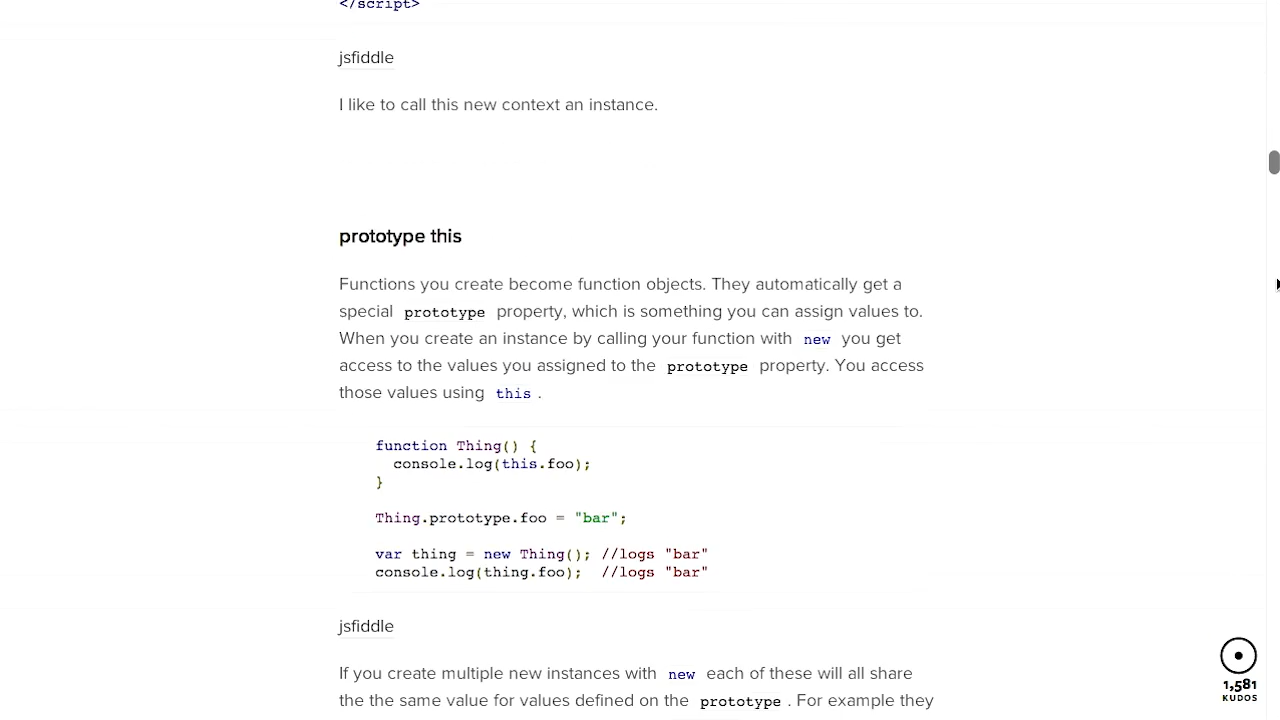 </script>
jsfiddle
I like to call this new context an instance.
prototype this
Functions you create become function objects. They automatically get a
special prototype property, which is something you can assign values to.
When you create an instance by calling your function with new you get
access to the values you assigned to the prototype property. You access
those values using this .
function Thing() {
  console.log(this.foo);
}
Thing.prototype.foo = "bar";
var thing = new Thing(); //logs "bar"
console.log(thing.foo);  //logs "bar"
jsfiddle
If you create multiple new instances with new each of these will all share
the the same value for values defined on the prototype . For example they
1,581
KUDOS